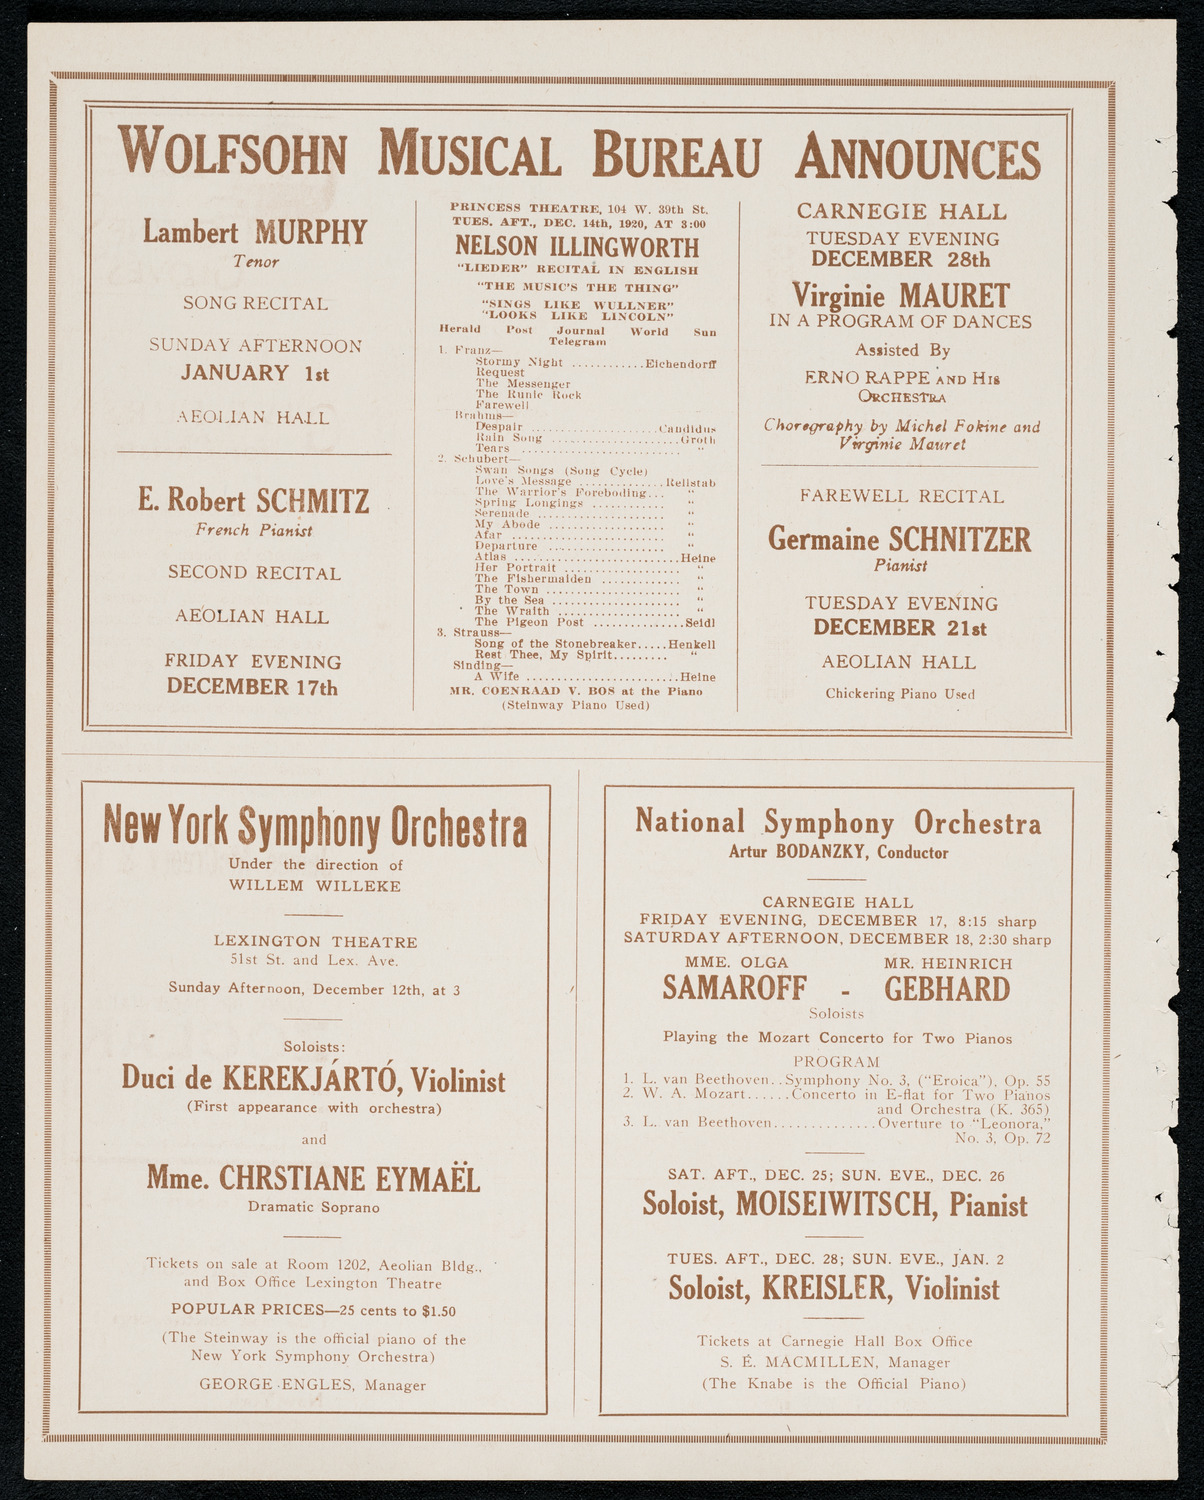 WOLFSOHN MUSICAL BUREAU ANNOUNCES
Lambert MURPHY
Tenor
SONG RECITAL
SUNDAY AFTERNOON
JANUARY 1st
AEOLIAN HALL
E. Robert SCHMITZ
French Pianist
SECOND RECITAL
AEOLIAN HALL
FRIDAY EVENING
DECEMBER 17th
PRINCESS THEATRE, 104 W. 39th St.
TUES. AFT., DEC. 14th, 1920, AT 3:00
NELSON ILLINGWORTH
"LIEDER" RECITAL IN ENGLISH
"THE MUSIC'S THE THING"
"SINGS LIKE WULLNER"
"LOOKS LIKE LINCOLN"
Herald Post Journal World Sun
Telegram
1. Franz—
Stormy Night ............Eichendorff
Request
The Messenger
The Runic Rock
Farewell
Brahms—
Despair .....................Candidus
Rain Song .....................Groth
Tears .......................... "
2. Schubert—
Swan Songs (Song Cycle)
Love's Message .............Rellstab
The Warrior's Foreboding... "
Spring Longings ............ "
Serenade ..................... "
My Abode ................... "
Afar ......................... "
Departure ................... "
Atlas ...........................Heine
Her Portrait ................... "
The Fishermaiden ............. "
The Town ...................... "
By the Sea ..................... "
The Wraith .................... "
The Pigeon Post ...............Seidl
3. Strauss—
Song of the Stonebreaker.....Henkell
Rest Thee, My Spirit......... "
Sinding—
A Wife .........................Heine
MR. COENRAAD V. BOS at the Piano
(Steinway Piano Used)
CARNEGIE HALL
TUESDAY EVENING
DECEMBER 28th
Virginie MAURET
IN A PROGRAM OF DANCES
Assisted By
ERNO RAPPE AND HIS
ORCHESTRA
Choregraphy by Michel Fokine and
Virginie Mauret
FAREWELL RECITAL
Germaine SCHNITZER
Pianist
TUESDAY EVENING
DECEMBER 21st
AEOLIAN HALL
Chickering Piano Used
New York Symphony Orchestra
Under the direction of
WILLEM WILLEKE
LEXINGTON THEATRE
51st St. and Lex. Ave.
Sunday Afternoon, December 12th, at 3
Soloists:
Duci de KEREKJÁRTÓ, Violinist
(First appearance with orchestra)
and
Mme. CHRSTIANE EYMAËL
Dramatic Soprano
Tickets on sale at Room 1202, Aeolian Bldg.,
and Box Office Lexington Theatre
POPULAR PRICES—25 cents to $1.50
(The Steinway is the official piano of the
New York Symphony Orchestra)
GEORGE ENGLES, Manager
National Symphony Orchestra
Artur BODANZKY, Conductor
CARNEGIE HALL
FRIDAY EVENING, DECEMBER 17, 8:15 sharp
SATURDAY AFTERNOON, DECEMBER 18, 2:30 sharp
MME. OLGA MR. HEINRICH
SAMAROFF - GEBHARD
Soloists
Playing the Mozart Concerto for Two Pianos
PROGRAM
1. L. van Beethoven..Symphony No. 3, ("Eroica"), Op. 55
2. W. A. Mozart......Concerto in E-flat for Two Pianos
and Orchestra (K. 365)
3. L. van Beethoven..............Overture to "Leonora,"
No. 3, Op. 72
SAT. AFT., DEC. 25; SUN. EVE., DEC. 26
Soloist, MOISEIWITSCH, Pianist
TUES. AFT., DEC. 28; SUN. EVE., JAN. 2
Soloist, KREISLER, Violinist
Tickets at Carnegie Hall Box Office
S. E. MACMILLEN, Manager
(The Knabe is the Official Piano)